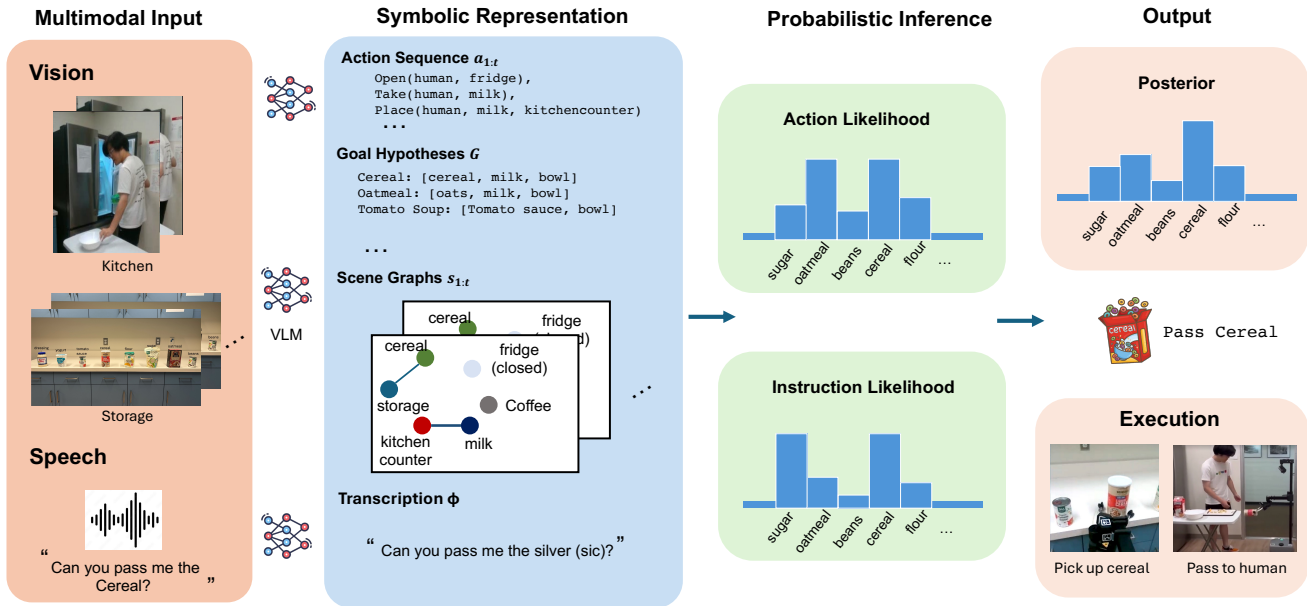 Multimodal Input
Symbolic Representation
Probabilistic Inference
Output
Vision
Kitchen
Storage
Speech
“ Can you pass me the
Cereal? ”
VLM
Action Sequence a1:t
Open(human, fridge),
Take(human, milk),
Place(human, milk, kitchencounter)
...
Goal Hypotheses G
Cereal: [cereal, milk, bowl]
Oatmeal: [oats, milk, bowl]
Tomato Soup: [Tomato sauce, bowl]
...
Scene Graphs s1:t
cereal
fridge
cereal
fridge
(closed)
storage
Coffee
kitchen
counter
milk
...
Transcription ϕ
“ Can you pass me the silver (sic)? ”
Action Likelihood
sugar
oatmeal
beans
cereal
flour
...
Instruction Likelihood
sugar
oatmeal
beans
cereal
flour
...
Posterior
sugar
oatmeal
beans
cereal
flour
...
cereal
Pass Cereal
Execution
Pick up cereal
Pass to human